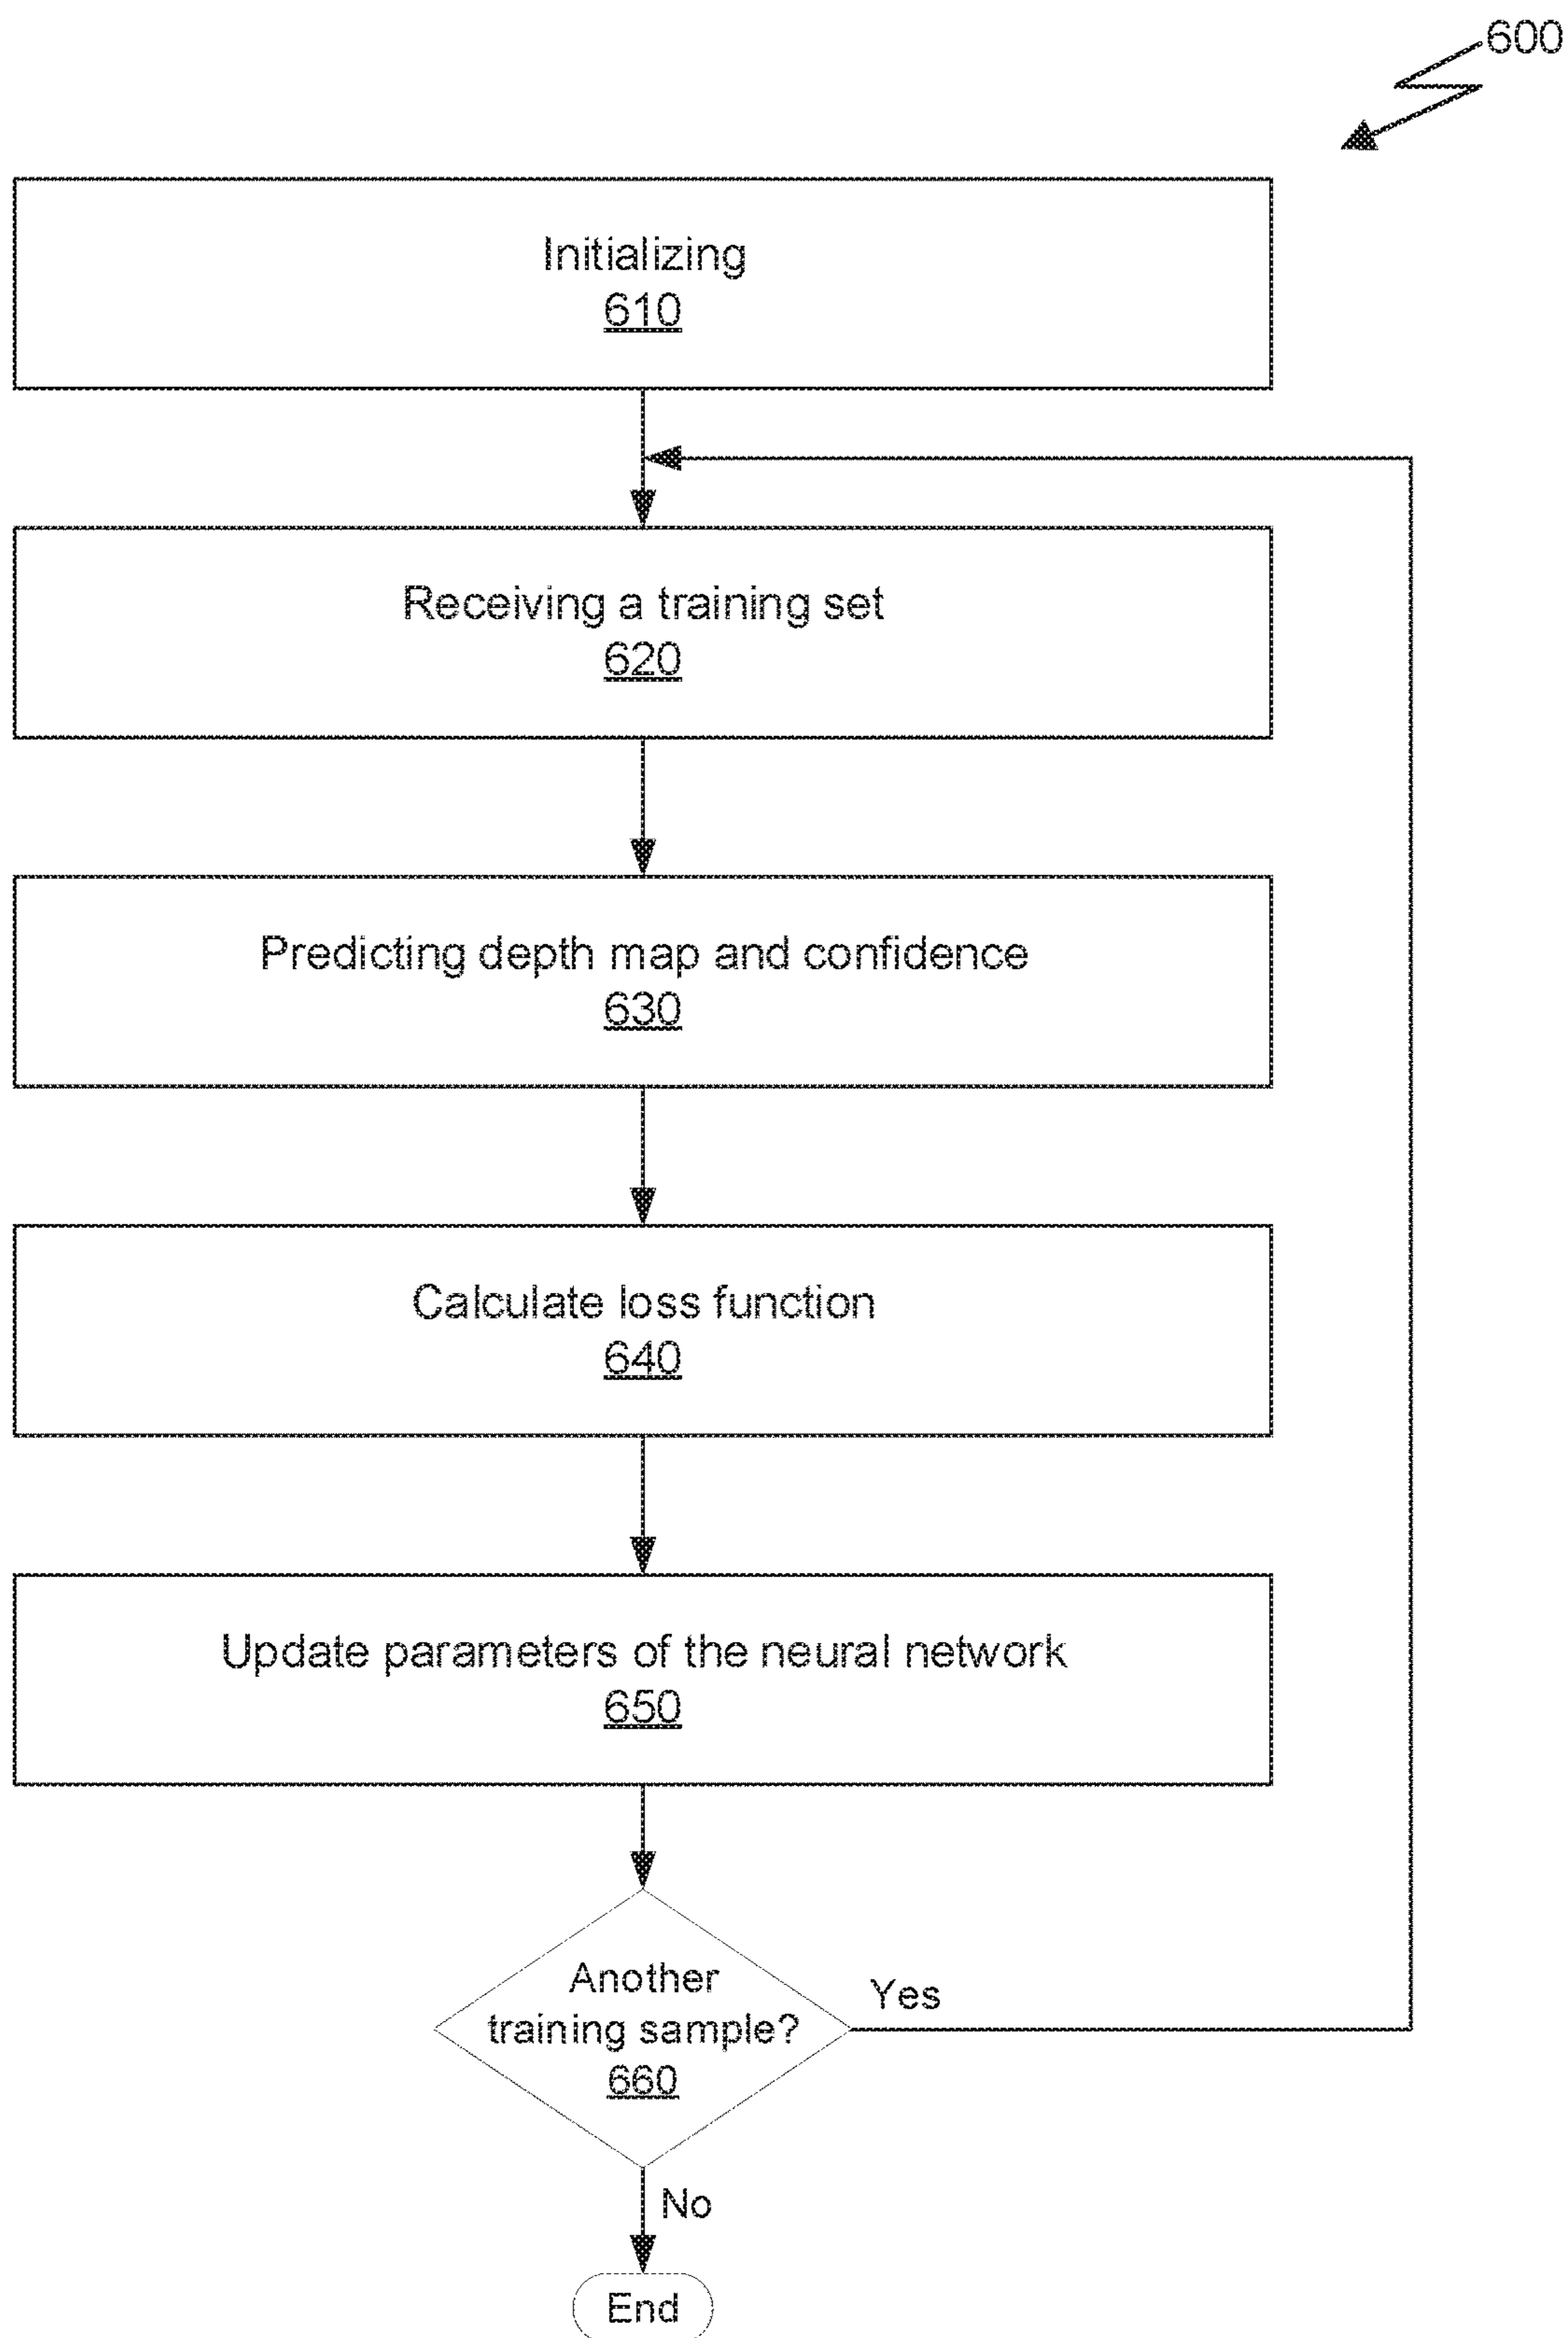 600
Initializing
610
Receiving a training set
620
Predicting depth map and confidence
630
Calculate loss function
640
Update parameters of the neural network
650
Another
training sample?
660
Yes
No
End